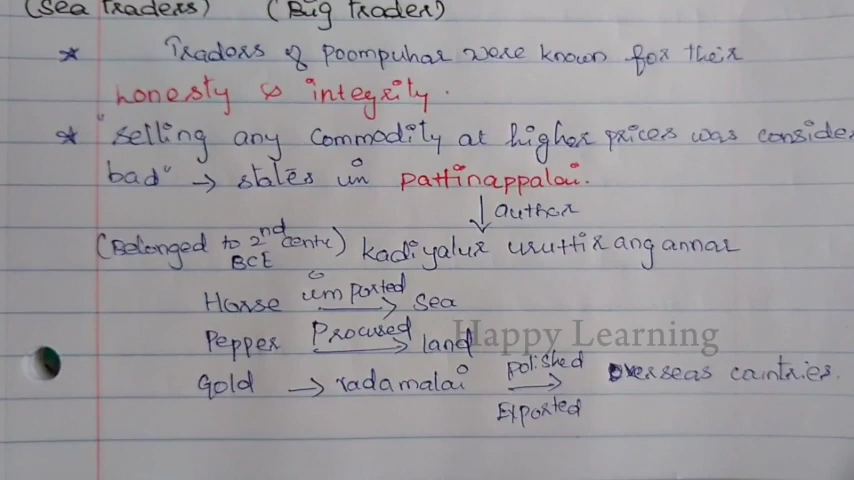 (Sea traders) (Big trader)
* Traders of Poompuhar were known for their
honesty & integrity.
* "Selling any commodity at higher prices was conside
bad" → states in Pattinappalai.
↓ author
(Belonged to 2nd cents BCE) Kadiyalur Uruttirangannar
Horse imported → Sea
Pepper Procured → land
Happy Learning
Gold → vadamalai Polished → Exported Overseas caintries.